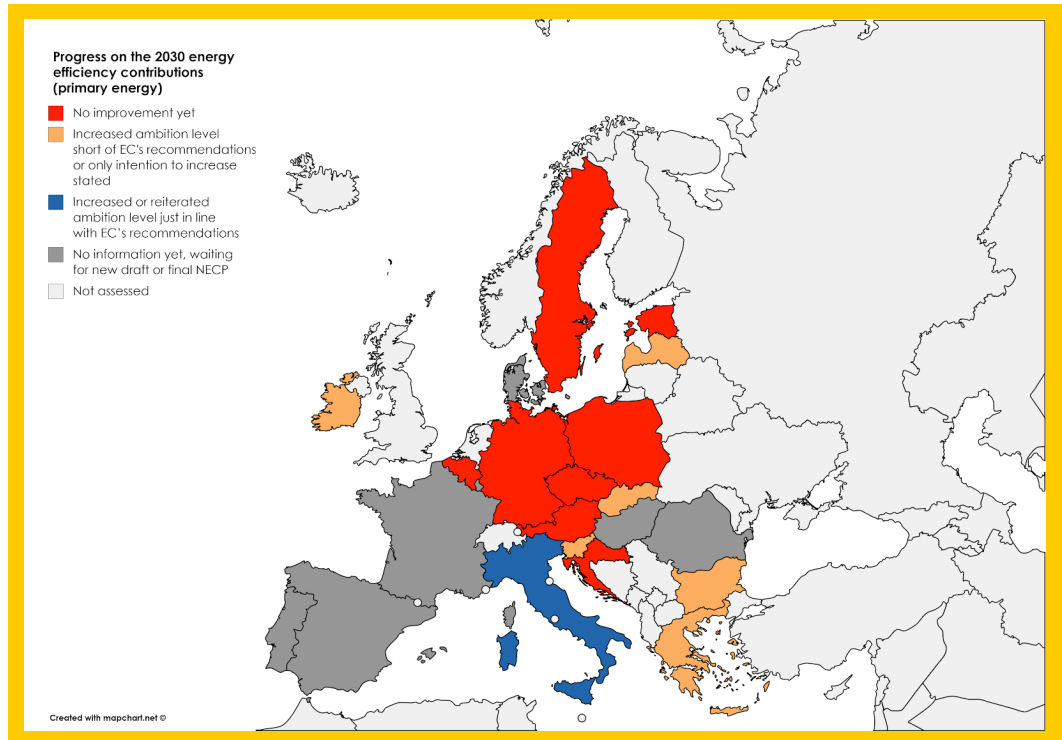 Progress on the 2030 energy
efficiency contributions
(primary energy)
No improvement yet
Increased ambition level
short of EC's recommendations
or only intention to increase
stated
Increased or reiterated
ambition level just in line
with EC's recommendations
No information yet, waiting
for new draft or final NECP
Not assessed
Created with mapchart.net ©